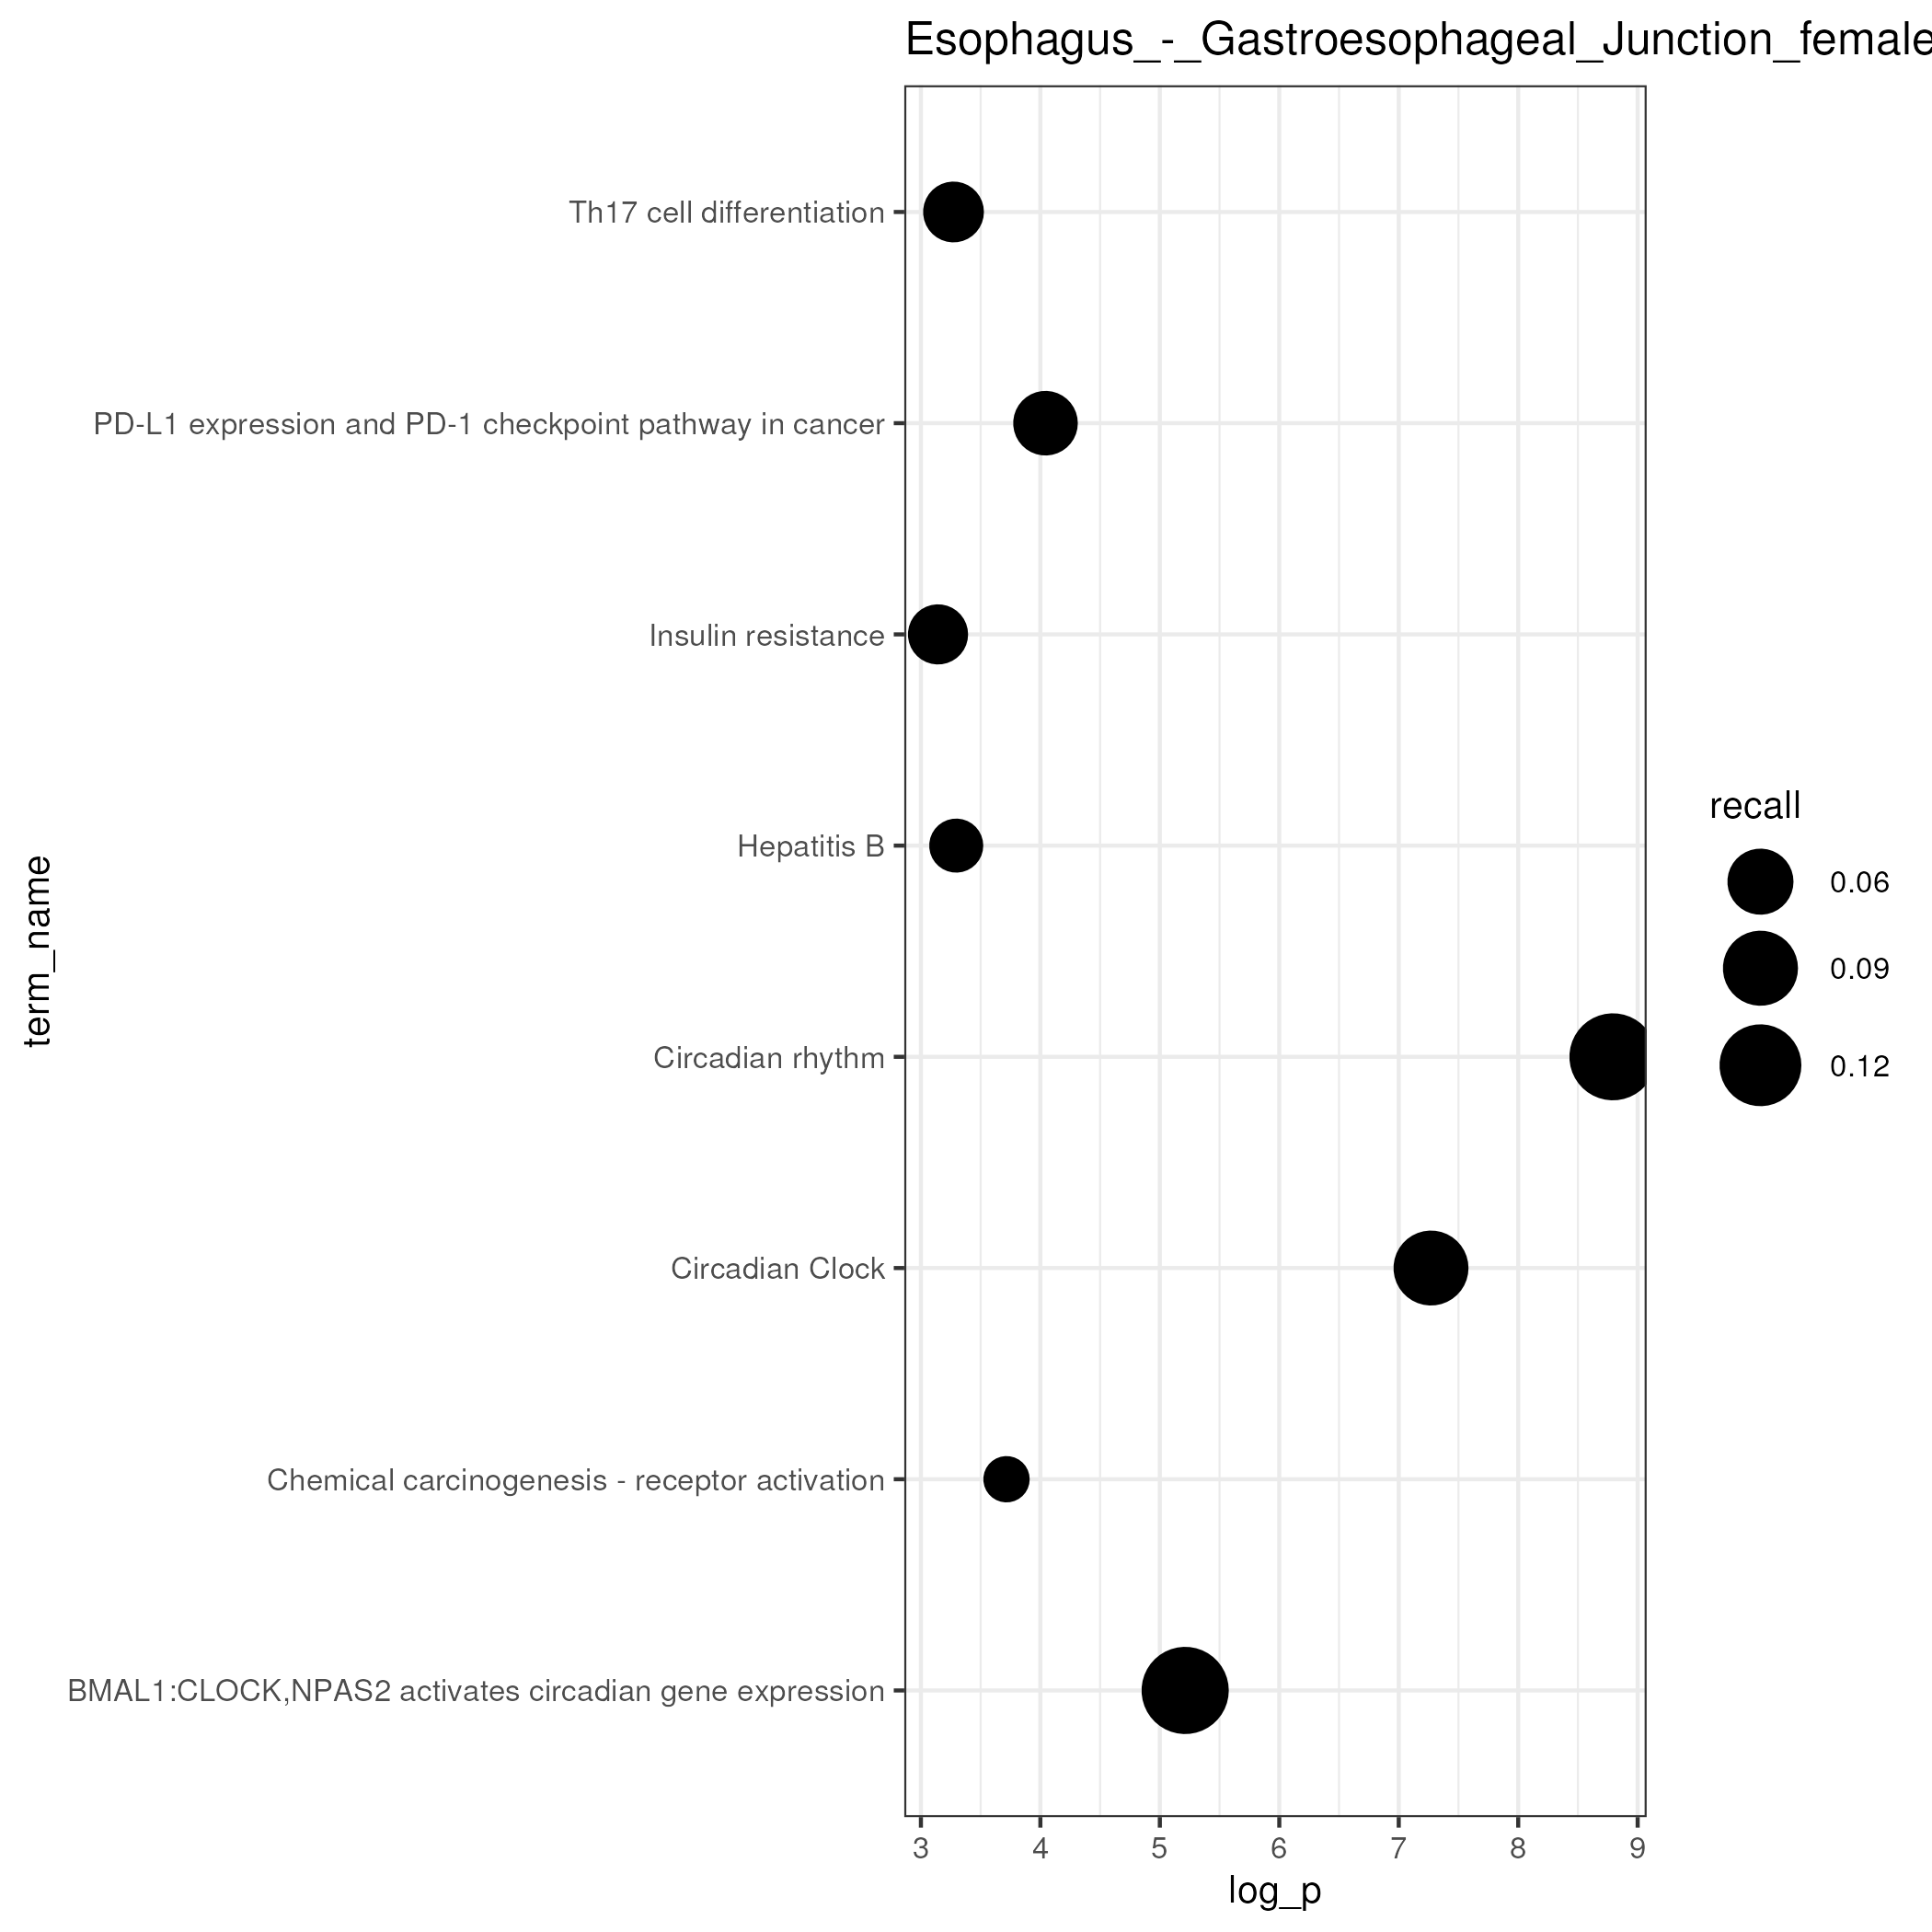 Esophagus_-_Gastroesophageal_Junction_female
Th17 cell differentiation
PD-L1 expression and PD-1 checkpoint pathway in cancer
Insulin resistance
Hepatitis B
Circadian rhythm
Circadian Clock
Chemical carcinogenesis - receptor activation
BMAL1:CLOCK,NPAS2 activates circadian gene expression
term_name
3 4 5 6 7 8 9
log_p
recall
0.06
0.09
0.12